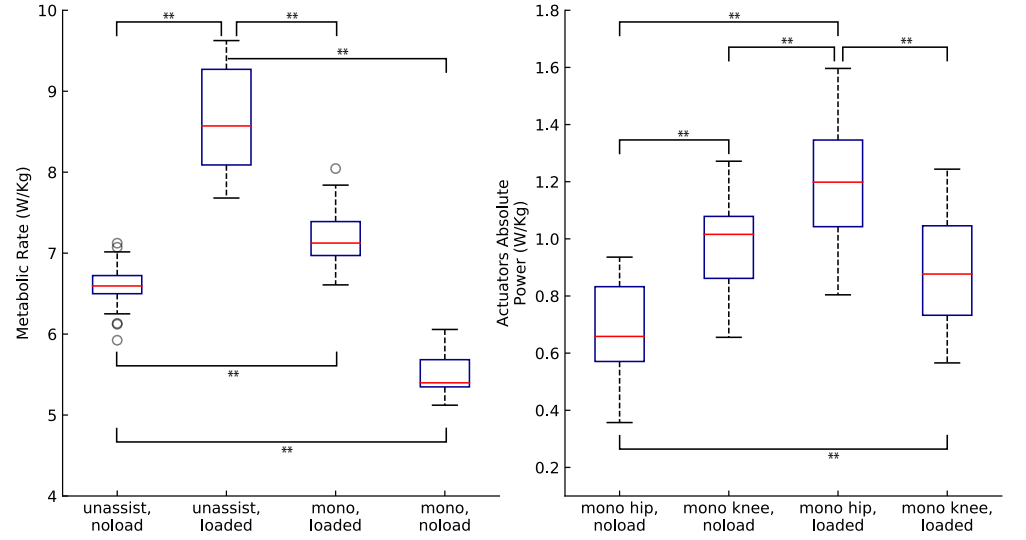 10
9
8
7
6
5
4
Metabolic Rate (W/Kg)
**
**
**
**
**
unassist,
noload
unassist,
loaded
mono,
loaded
mono,
noload
1.8
1.6
1.4
1.2
1.0
0.8
0.6
0.4
0.2
Actuators Absolute
Power (W/Kg)
**
**
**
**
**
mono hip,
noload
mono knee,
noload
mono hip,
loaded
mono knee,
loaded